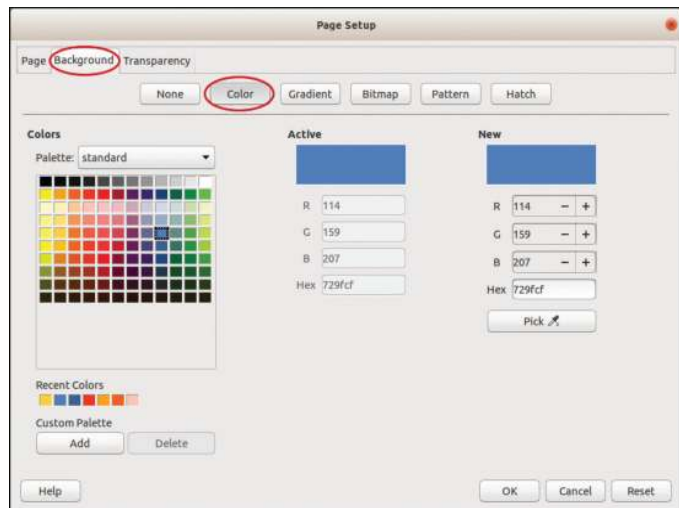 Page Setup
Page Background Transparency
None Color Gradient Bitmap Pattern Hatch
Colors
Palette: standard
Recent Colors
Custom Palette
Add Delete
Active
R 114
G 159
B 207
Hex 729fcf
New
R 114 − +
G 159 − +
B 207 − +
Hex 729fcf
Pick
Help OK Cancel Reset